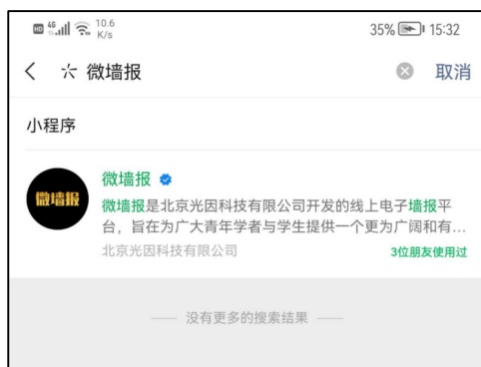 HD 4G 10.6 K/s 35% 15:32
微墙报 取消
小程序
微墙报
微墙报
微墙报是北京光因科技有限公司开发的线上电子墙报平
台，旨在为广大青年学者与学生提供一个更为广阔和有...
北京光因科技有限公司 3位朋友使用过
没有更多的搜索结果